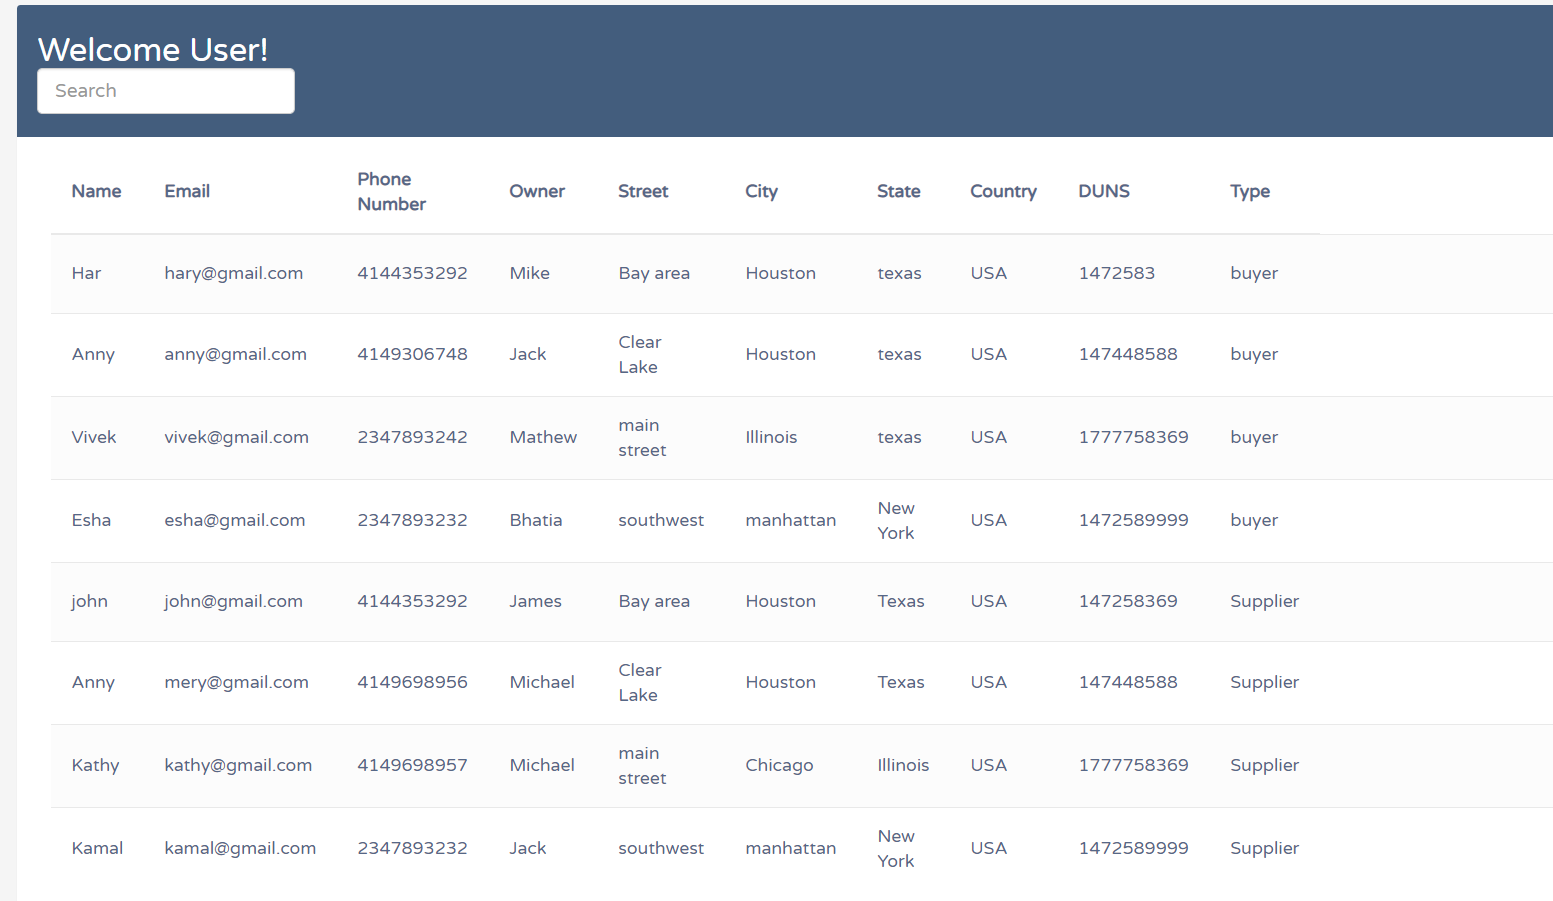 Welcome User!
Search
Name Email Phone Number Owner Street City State Country DUNS Type
Har hary@gmail.com 4144353292 Mike Bay area Houston texas USA 1472583 buyer
Anny anny@gmail.com 4149306748 Jack Clear Lake Houston texas USA 147448588 buyer
Vivek vivek@gmail.com 2347893242 Mathew main street Illinois texas USA 1777758369 buyer
Esha esha@gmail.com 2347893232 Bhatia southwest manhattan New York USA 1472589999 buyer
john john@gmail.com 4144353292 James Bay area Houston Texas USA 147258369 Supplier
Anny mery@gmail.com 4149698956 Michael Clear Lake Houston Texas USA 147448588 Supplier
Kathy kathy@gmail.com 4149698957 Michael main street Chicago Illinois USA 1777758369 Supplier
Kamal kamal@gmail.com 2347893232 Jack southwest manhattan New York USA 1472589999 Supplier